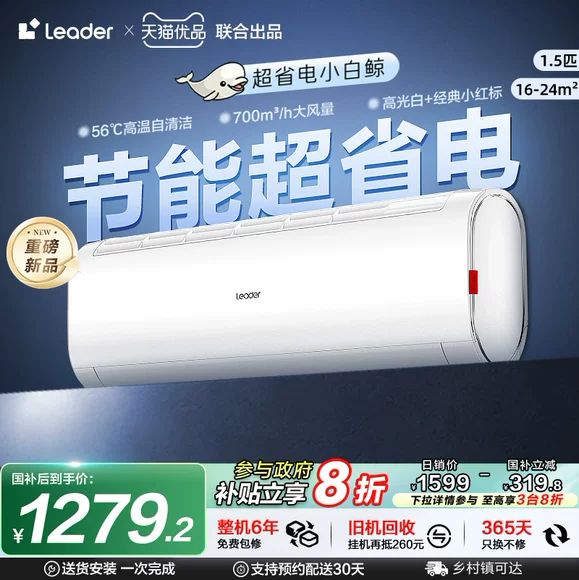 Leader × 天猫优品 联合出品
1.5匹
超省电小白鲸
16-24m²
56℃高温自清洁
700m³/h大风量
高光白+经典小红标
节能超省电
NEW
重磅
新品
Leader
国补后到手价:
¥1279.2
参与政府
补贴立享
8折
日销价
¥1599
-
国补立减
¥319.8
下拉详情参与 至高享3台8折
整机6年
免费包修
旧机回收
挂机再抵260元
365天
只换不修
送货安装 一次完成
支持预约配送30天
乡村镇可达